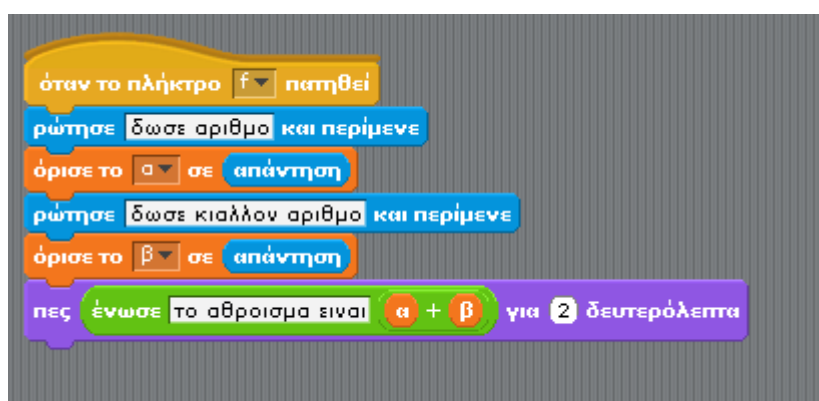 όταν το πλήκτρο f πατηθεί
ρώτησε δωσε αριθμο και περίμενε
όρισε το α σε απάντηση
ρώτησε δωσε κιαλλον αριθμο και περίμενε
όρισε το β σε απάντηση
πες ένωσε το αθροισμα ειναι α + β για 2 δευτερόλεπτα